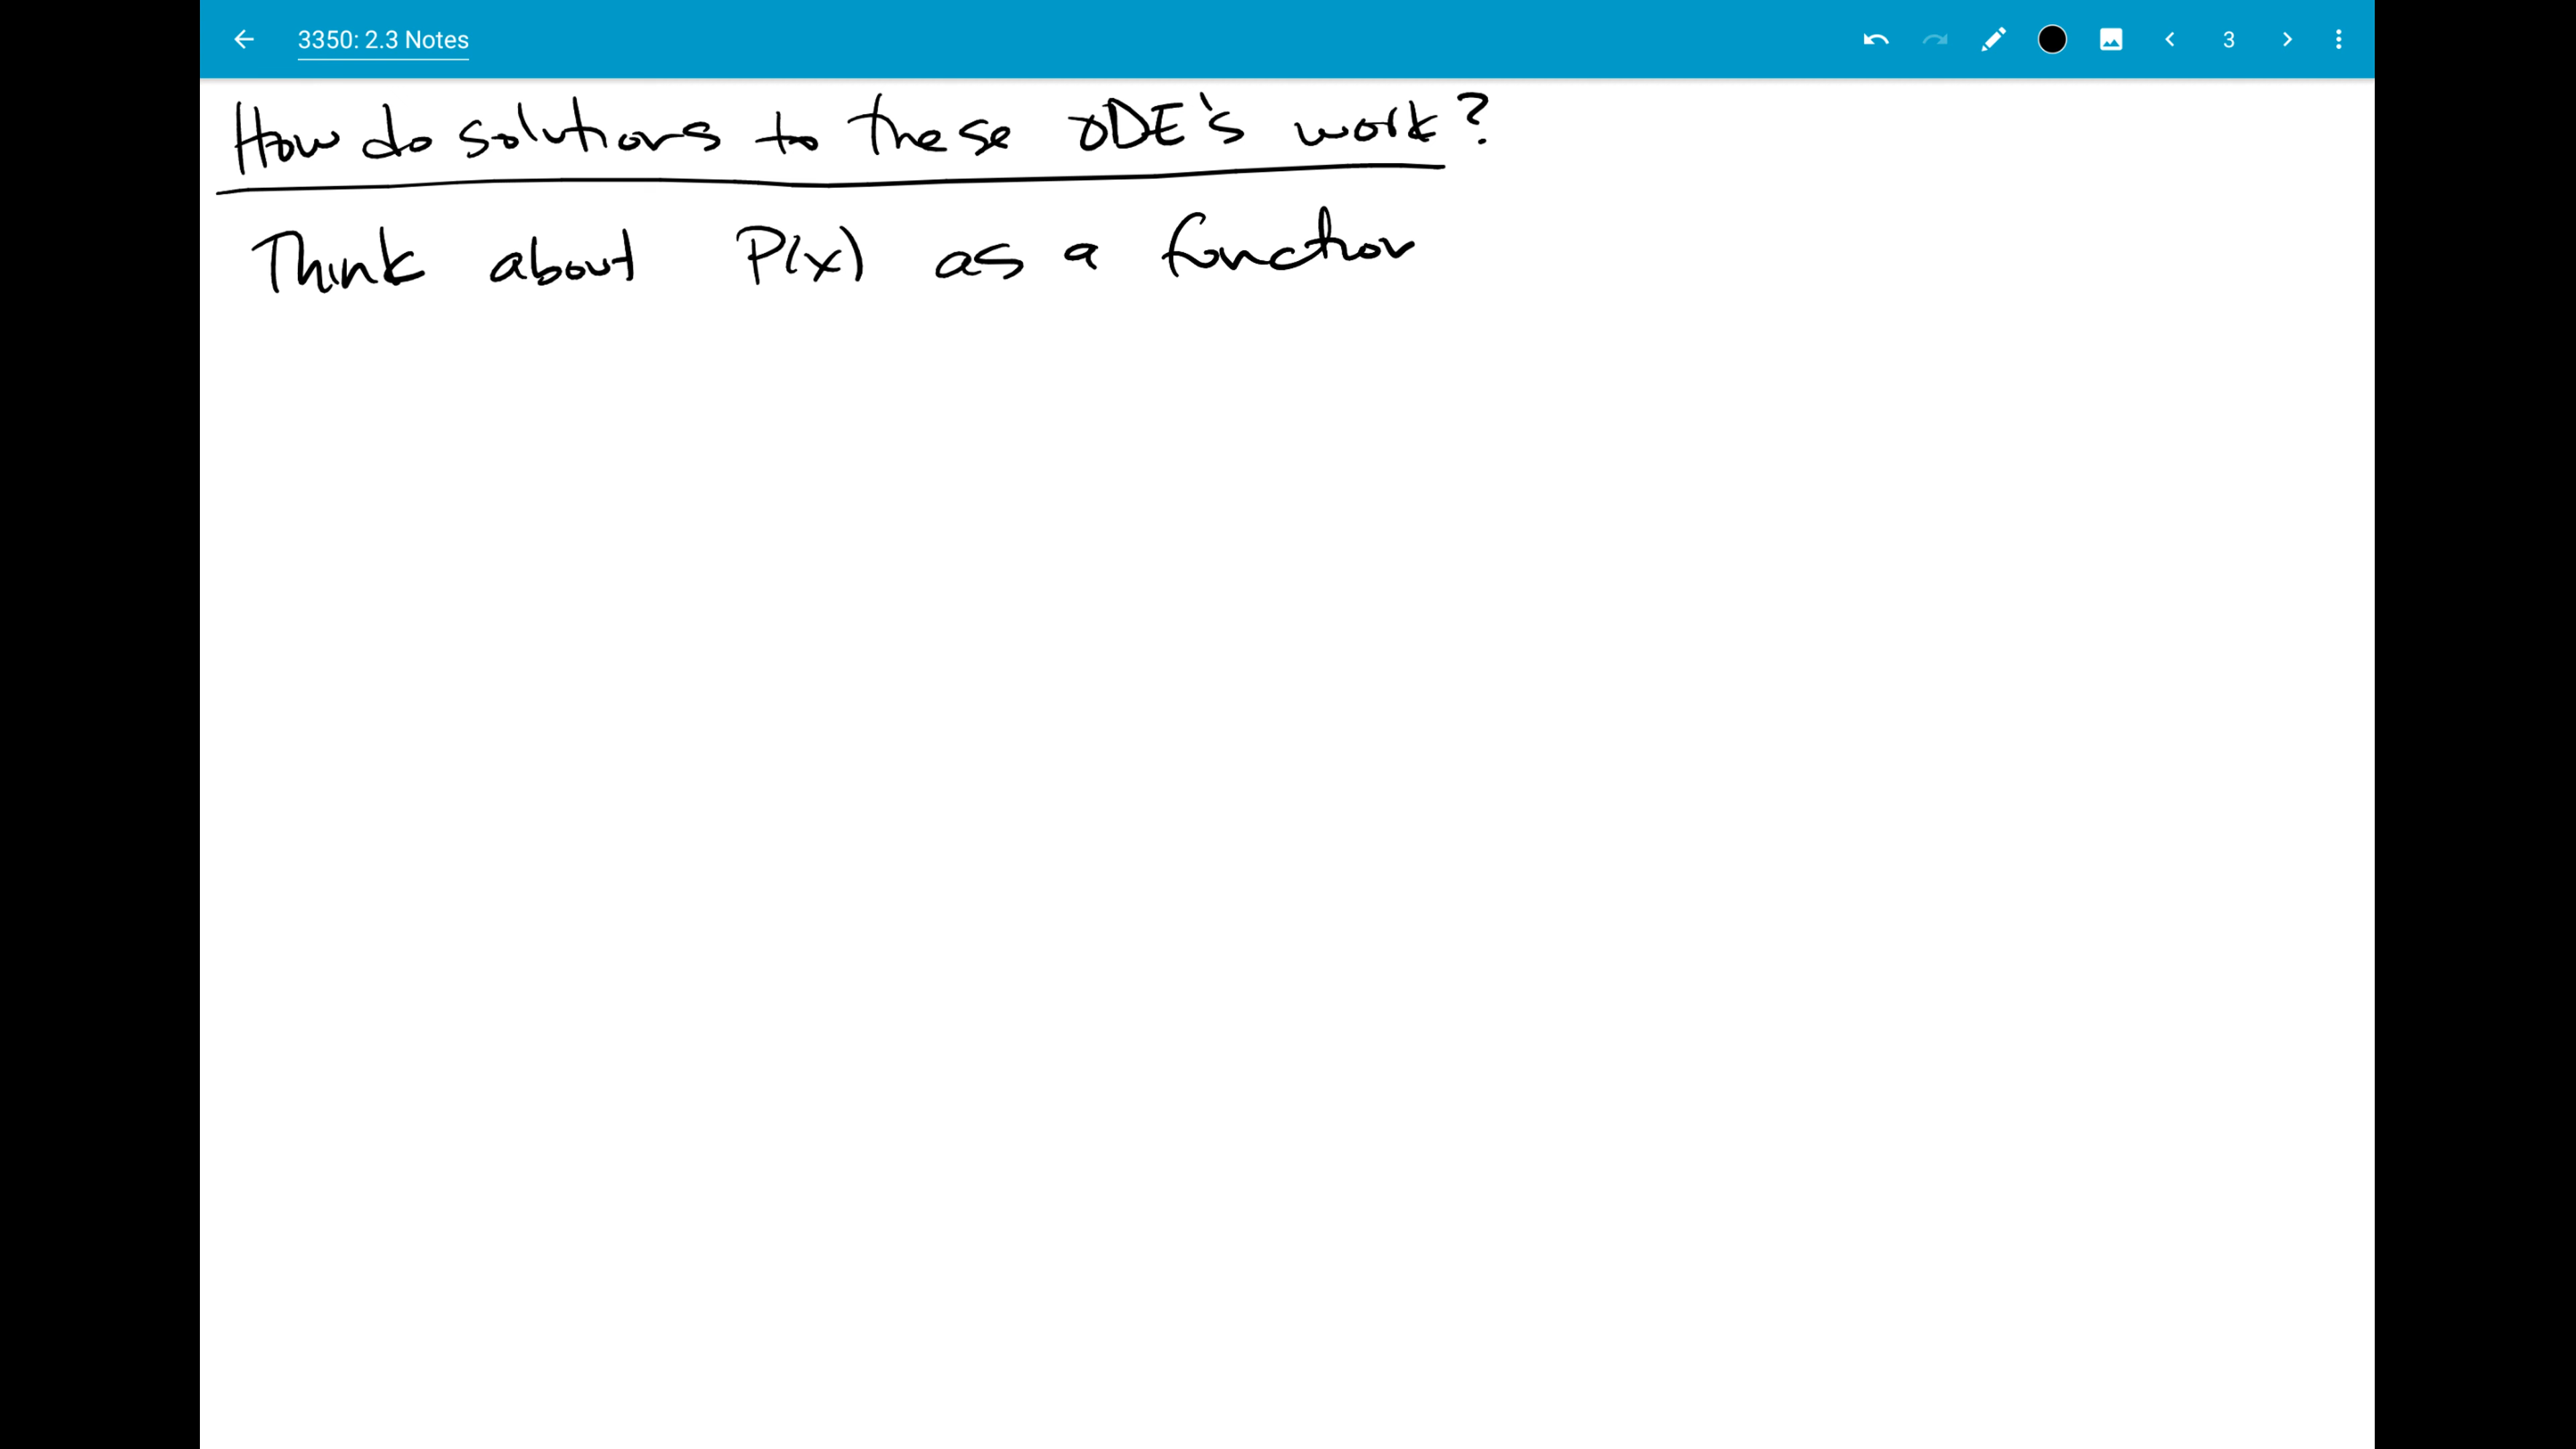 3350: 2.3 Notes
3
How do solutions to these ODE's work?
Think about P(x) as a function